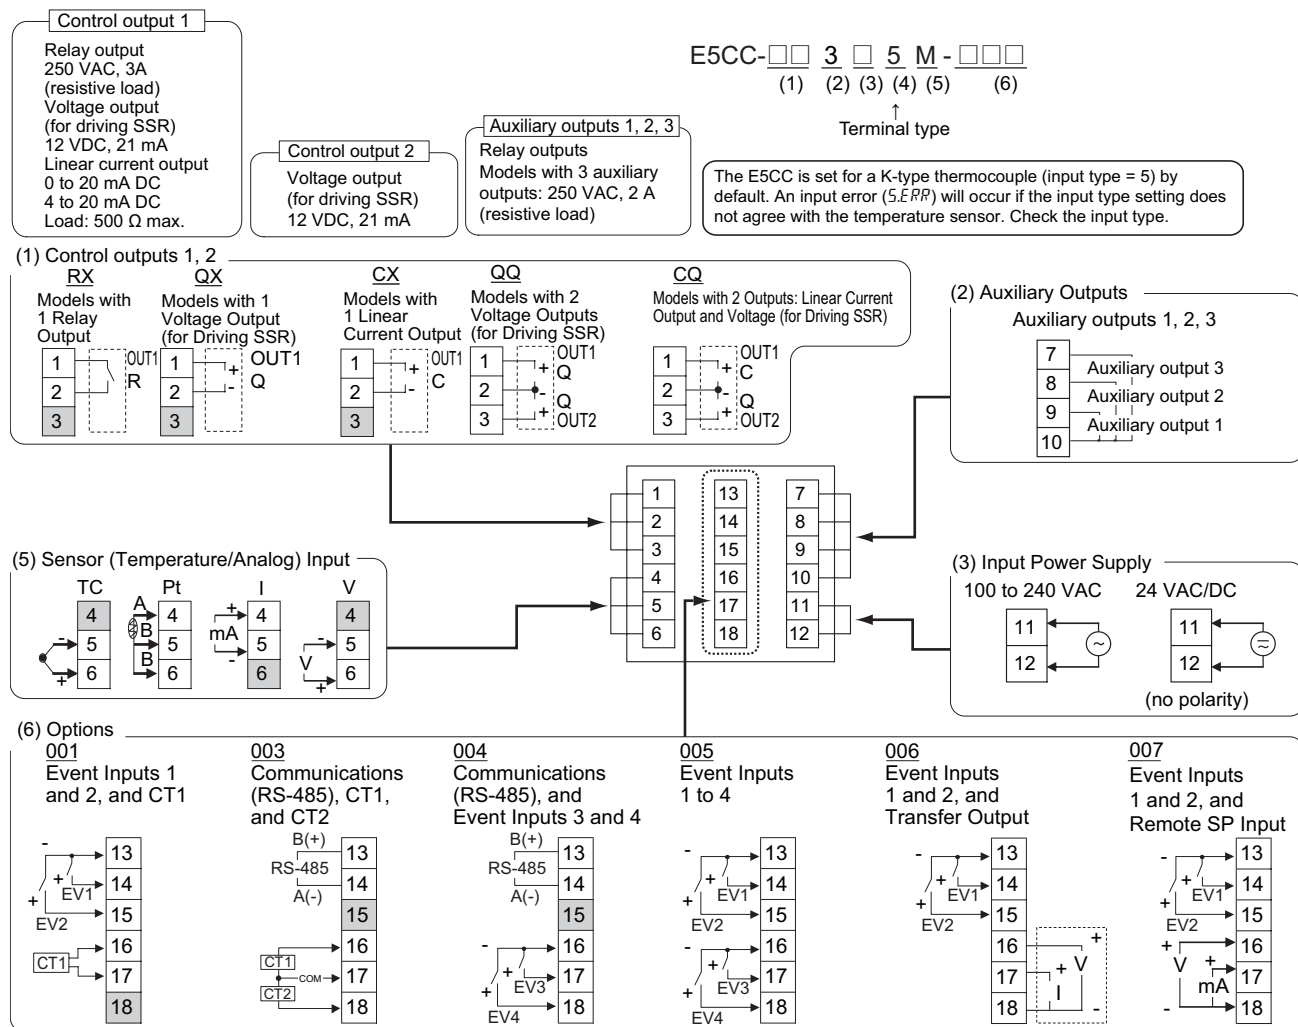 Control output 1
Relay output
250 VAC, 3A
(resistive load)
Voltage output
(for driving SSR)
12 VDC, 21 mA
Linear current output
0 to 20 mA DC
4 to 20 mA DC
Load: 500 Ω max.
Control output 2
Voltage output
(for driving SSR)
12 VDC, 21 mA
Auxiliary outputs 1, 2, 3
Relay outputs
Models with 3 auxiliary
outputs: 250 VAC, 2 A
(resistive load)
E5CC-□□ 3 □ 5 M - □□□
(1) (2) (3) (4) (5) (6)
↑
Terminal type
The E5CC is set for a K-type thermocouple (input type = 5) by
default. An input error (S.ERR) will occur if the input type setting does
not agree with the temperature sensor. Check the input type.
(1) Control outputs 1, 2
RX
Models with
1 Relay
Output
1
2
3
OUT1
R
QX
Models with 1
Voltage Output
(for Driving SSR)
1
2
3
+
-
OUT1
Q
CX
Models with
1 Linear
Current Output
1
2
3
+
-
OUT1
C
QQ
Models with 2
Voltage Outputs
(for Driving SSR)
1
2
3
+
-
+
OUT1
Q
Q
OUT2
CQ
Models with 2 Outputs: Linear Current
Output and Voltage (for Driving SSR)
1
2
3
+
-
+
OUT1
C
Q
OUT2
(2) Auxiliary Outputs
Auxiliary outputs 1, 2, 3
7
Auxiliary output 3
8
Auxiliary output 2
9
Auxiliary output 1
10
1 13 7
2 14 8
3 15 9
4 16 10
5 17 11
6 18 12
(5) Sensor (Temperature/Analog) Input
TC
4
5
6
-
+
Pt
A
B
B
4
5
6
I
+
mA
-
4
5
6
V
-
V
+
4
5
6
(3) Input Power Supply
100 to 240 VAC
11
12
~
24 VAC/DC
11
12
(no polarity)
(6) Options
001
Event Inputs 1
and 2, and CT1
-
+
EV1
+
EV2
CT1
13
14
15
16
17
18
003
Communications
(RS-485), CT1,
and CT2
B(+)
RS-485
A(-)
CT1
COM
CT2
13
14
15
16
17
18
004
Communications
(RS-485), and
Event Inputs 3 and 4
B(+)
RS-485
A(-)
-
+
EV3
+
EV4
13
14
15
16
17
18
005
Event Inputs
1 to 4
-
+
EV1
+
EV2
-
+
EV3
+
EV4
13
14
15
16
17
18
006
Event Inputs
1 and 2, and
Transfer Output
-
+
EV1
+
EV2
13
14
15
16
17
18
+
+
V
I
-
007
Event Inputs
1 and 2, and
Remote SP Input
-
+
EV1
+
EV2
+
V
+
mA
-
13
14
15
16
17
18